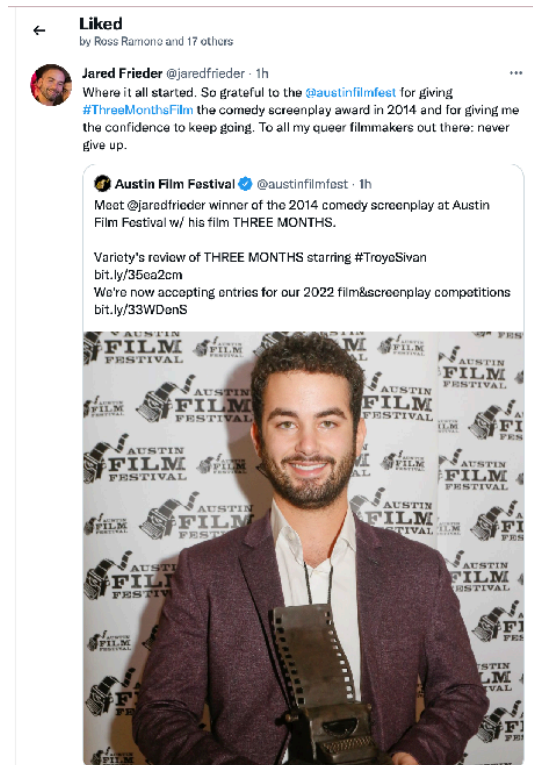 Liked
by Ross Ramone and 17 others
Jared Frieder @jaredfrieder · 1h
Where it all started. So grateful to the @austinfilmfest for giving
#ThreeMonthsFilm the comedy screenplay award in 2014 and for giving me
the confidence to keep going. To all my queer filmmakers out there: never
give up.
Austin Film Festival @austinfilmfest · 1h
Meet @jaredfrieder winner of the 2014 comedy screenplay at Austin
Film Festival w/ his film THREE MONTHS.
Variety's review of THREE MONTHS starring #TroyeSivan
bit.ly/35ea2cm
We're now accepting entries for our 2022 film&screenplay competitions
bit.ly/33WDenS
AUSTIN
FILM
FESTIVAL